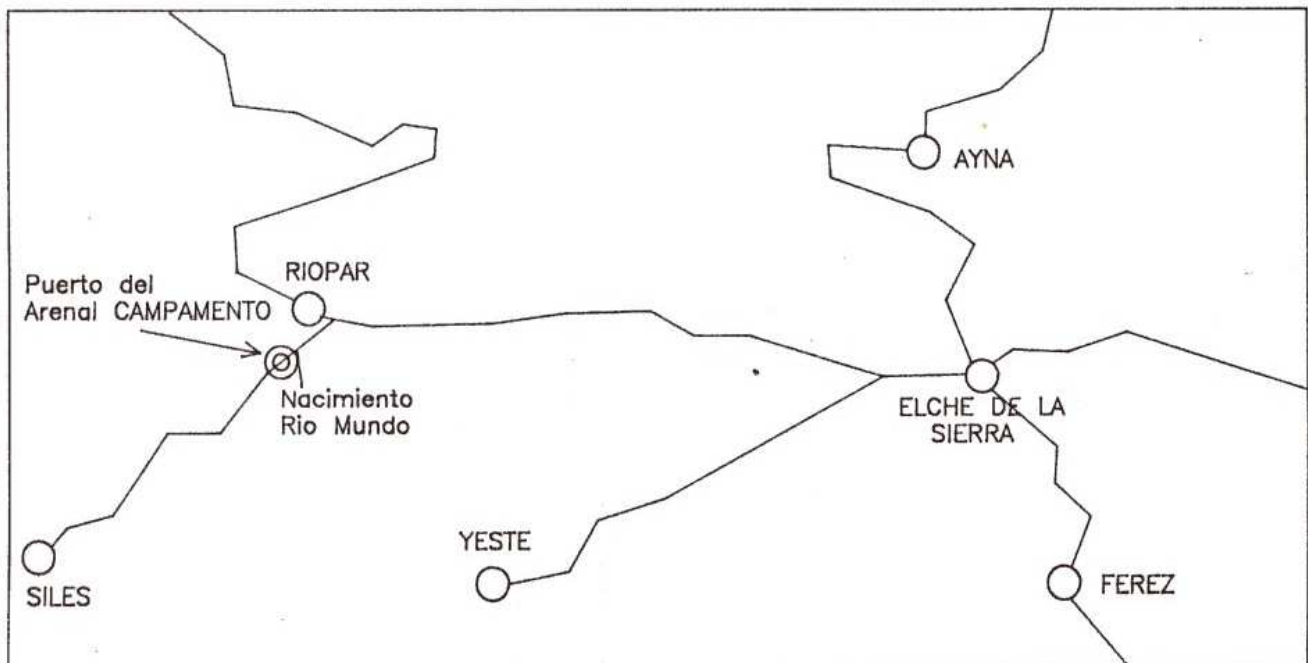 AYNA
RIOPAR
Puerto del
Arenal CAMPAMENTO
Nacimiento
Rio Mundo
ELCHE DE LA
SIERRA
YESTE
FEREZ
SILES